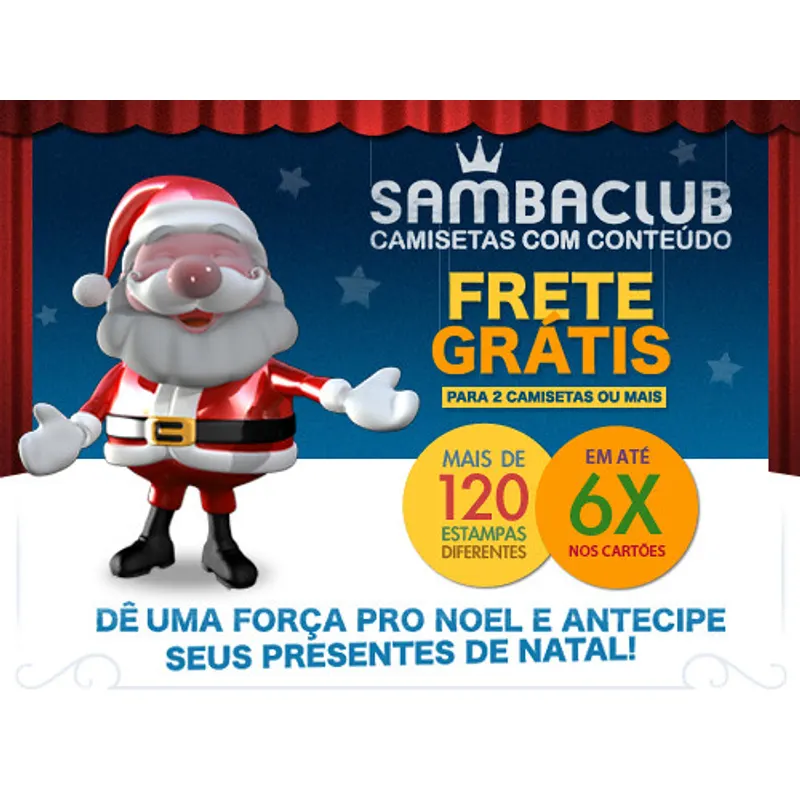 SAMBACLUB
CAMISETAS COM CONTEÚDO
FRETE
GRÁTIS
PARA 2 CAMISETAS OU MAIS
MAIS DE
120
ESTAMPAS
DIFERENTES
EM ATÉ
6X
NOS CARTÕES
DÊ UMA FORÇA PRO NOEL E ANTECIPE
SEUS PRESENTES DE NATAL!